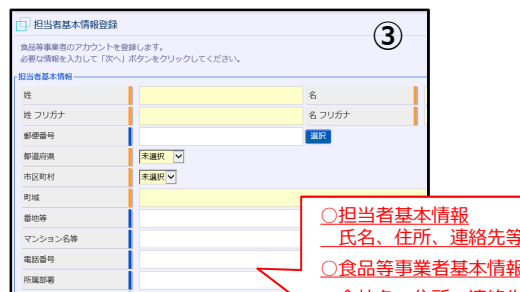 担当者基本情報登録
③
食品等事業者のアカウントを登録します。
必要な情報を入力して「次へ」ボタンをクリックしてください。
担当者基本情報
姓 名
姓 フリガナ 名 フリガナ
郵便番号 選択
都道府県 未選択
市区町村 未選択
町域
番地等
マンション名等
電話番号
所属部署
○担当者基本情報
氏名、住所、連絡先等
○食品等事業者基本情報